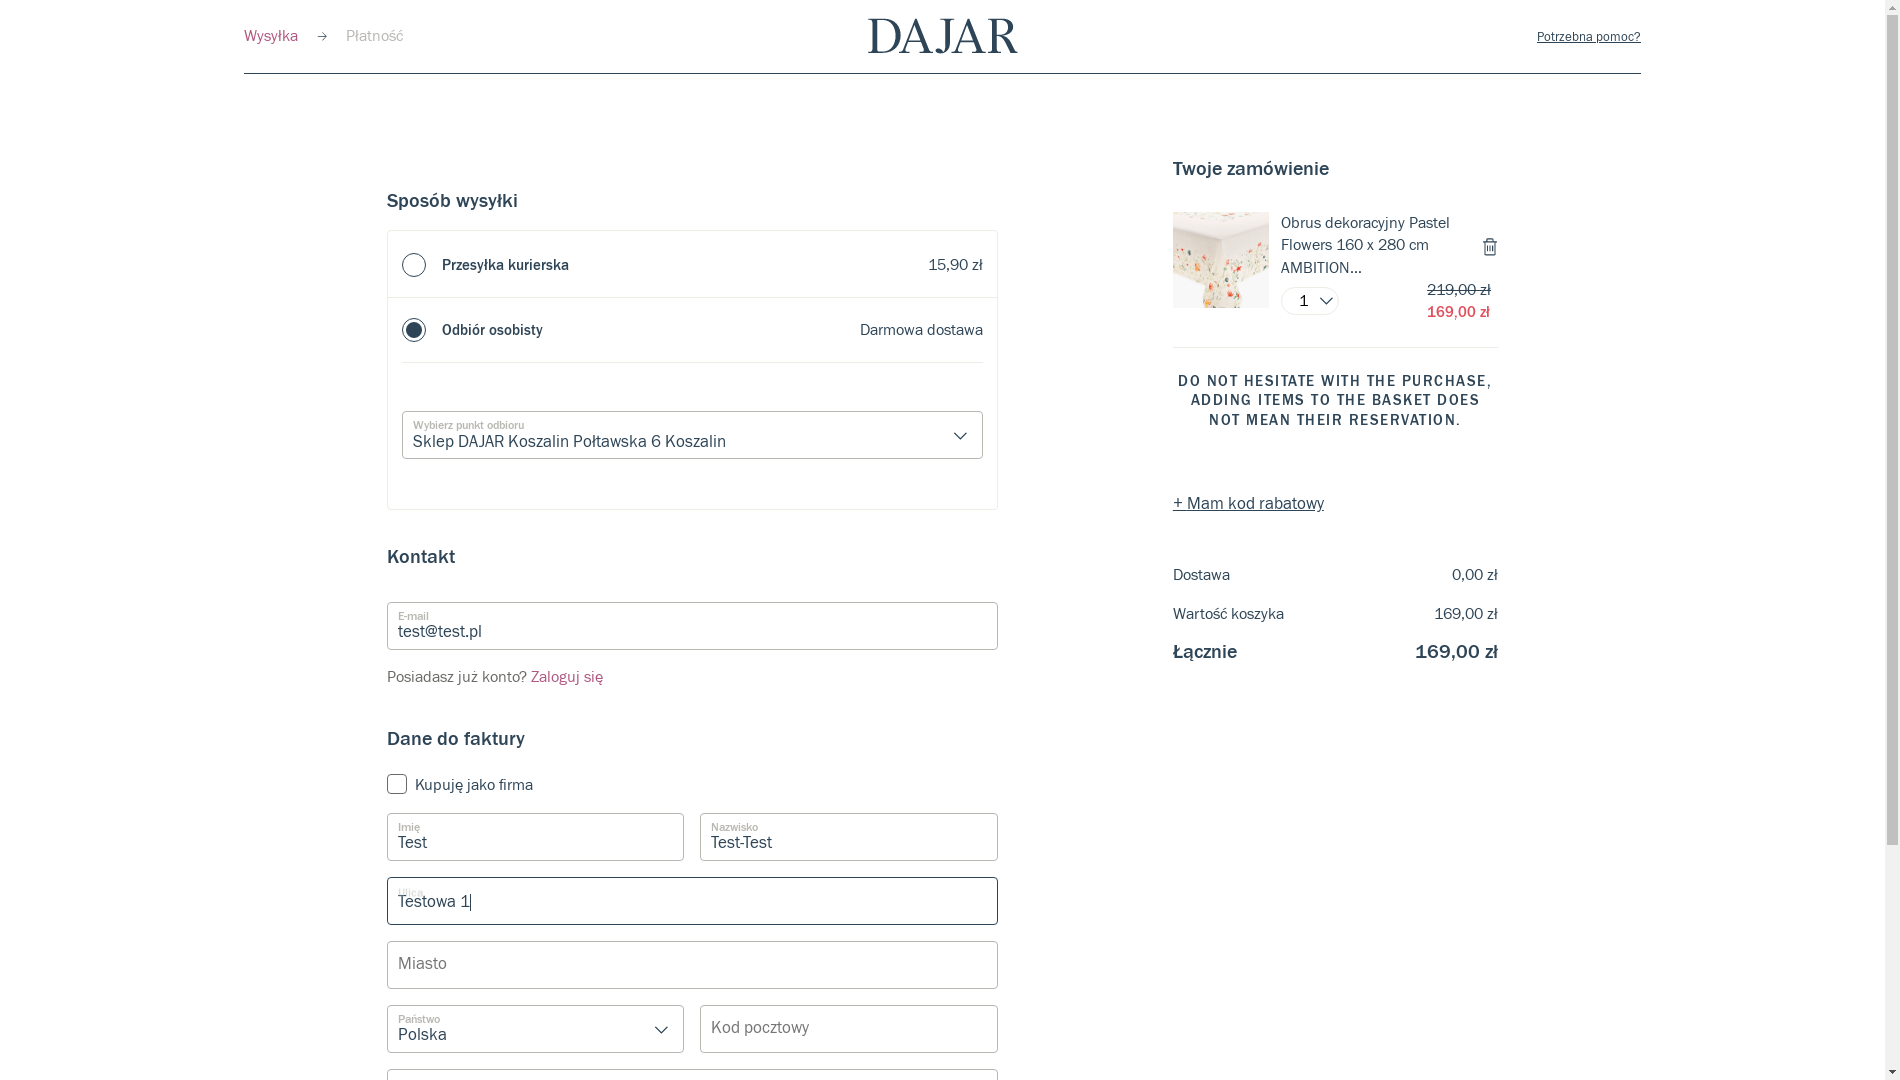 Wysyłka → Płatność
DAJAR
Potrzebna pomoc?
Sposób wysyłki
Przesyłka kurierska 15,90 zł
Odbiór osobisty Darmowa dostawa
Wybierz punkt odbioru
Sklep DAJAR Koszalin Połtawska 6 Koszalin
Kontakt
E-mail
test@test.pl
Posiadasz już konto? Zaloguj się
Dane do faktury
Kupuję jako firma
Imię
Test
Nazwisko
Test-Test
Ulica
Testowa 1
Miasto
Państwo
Polska
Kod pocztowy
Twoje zamówienie
Obrus dekoracyjny Pastel
Flowers 160 x 280 cm
AMBITION...
1
219,00 zł
169,00 zł
DO NOT HESITATE WITH THE PURCHASE,
ADDING ITEMS TO THE BASKET DOES
NOT MEAN THEIR RESERVATION.
+ Mam kod rabatowy
Dostawa 0,00 zł
Wartość koszyka 169,00 zł
Łącznie 169,00 zł